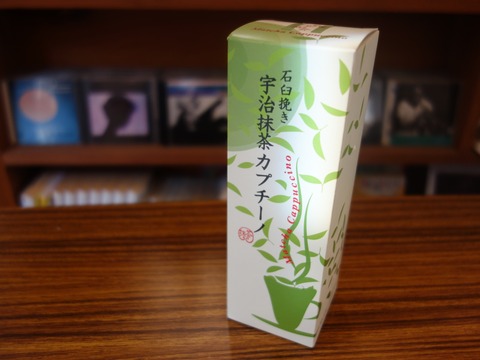 石臼挽き
宇治抹茶カプチーノ
Matcha Cappuccino